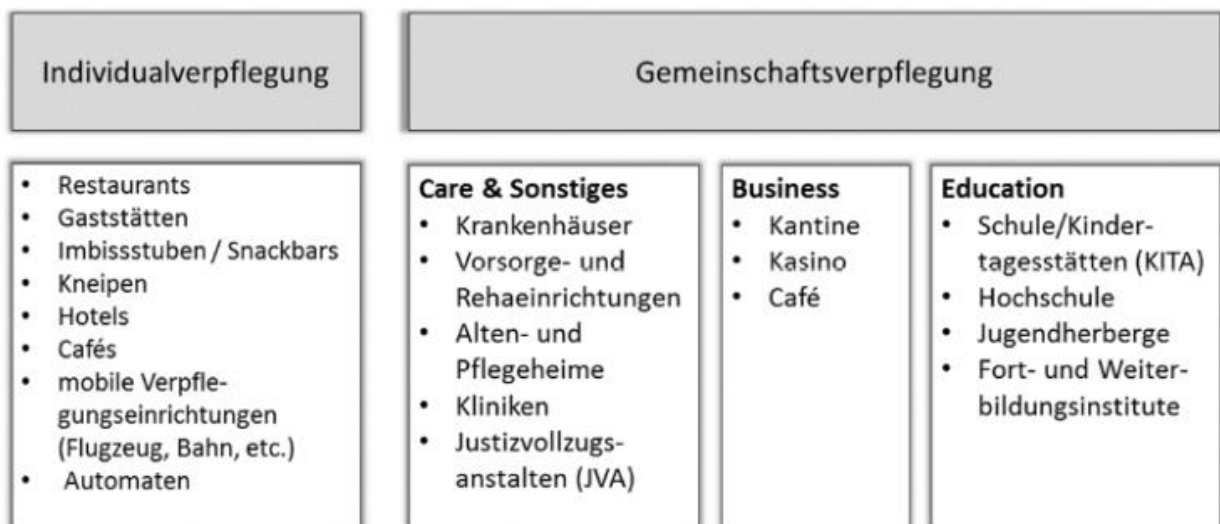 Individualverpflegung
Gemeinschaftsverpflegung
• Restaurants
• Gaststätten
• Imbissstuben / Snackbars
• Kneipen
• Hotels
• Cafés
• mobile Verpfle-
gungseinrichtungen
(Flugzeug, Bahn, etc.)
• Automaten
Care & Sonstiges
• Krankenhäuser
• Vorsorge- und
Rehaeinrichtungen
• Alten- und
Pflegeheime
• Kliniken
• Justizvollzugs-
anstalten (JVA)
Business
• Kantine
• Kasino
• Café
Education
• Schule/Kinder-
tagesstätten (KITA)
• Hochschule
• Jugendherberge
• Fort- und Weiter-
bildungsinstitute